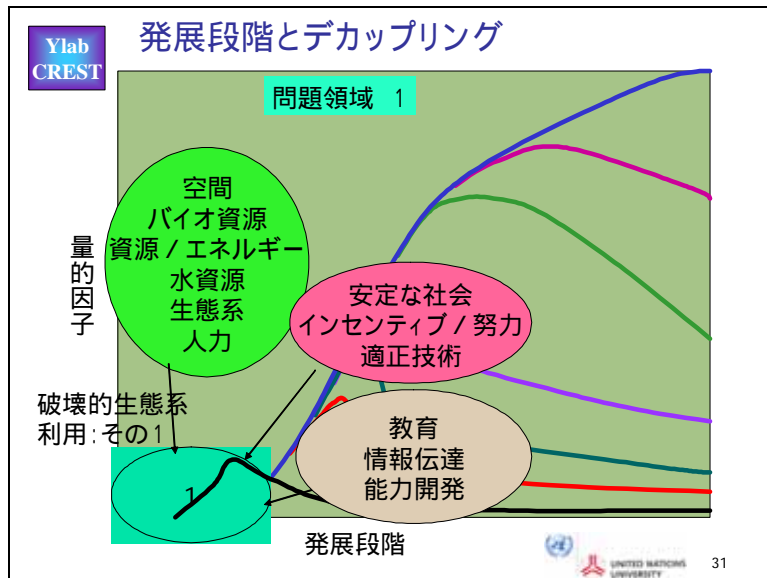 Ylab
CREST
発展段階とデカップリング
問題領域 1
空間
バイオ資源
資源/エネルギー
水資源
生態系
人力
量的因子
安定な社会
インセンティブ/努力
適正技術
破壊的生態系
利用:その1
教育
情報伝達
能力開発
1
発展段階
UNITED NATIONS
UNIVERSITY
31